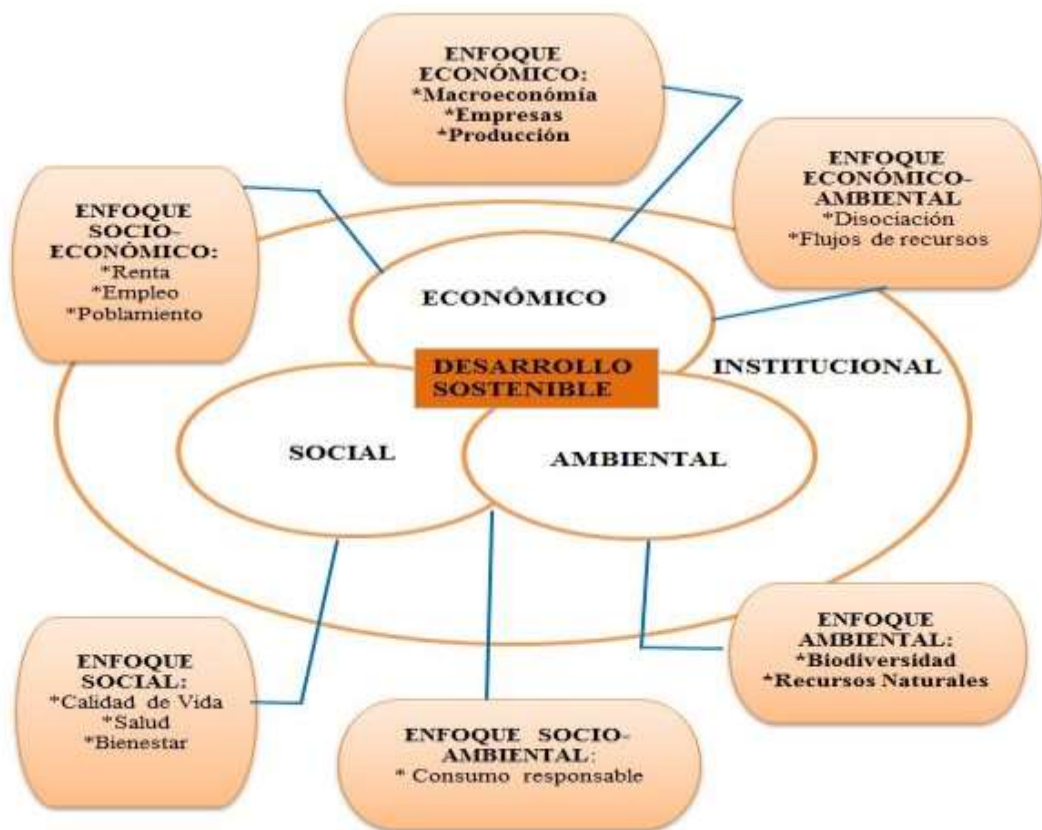 ENFOQUE
ECONÓMICO:
*Macroeconomía
*Empresas
*Producción
ENFOQUE
ECONÓMICO-
AMBIENTAL
*Disociación
*Flujos de recursos
ENFOQUE
SOCIO-
ECONÓMICO:
*Renta
*Empleo
*Poblamiento
ECONÓMICO
DESARROLLO
SOSTENIBLE
INSTITUCIONAL
SOCIAL
AMBIENTAL
ENFOQUE
AMBIENTAL:
*Biodiversidad
*Recursos Naturales
ENFOQUE
SOCIAL:
*Calidad de Vida
*Salud
*Bienestar
ENFOQUE SOCIO-
AMBIENTAL:
* Consumo responsable